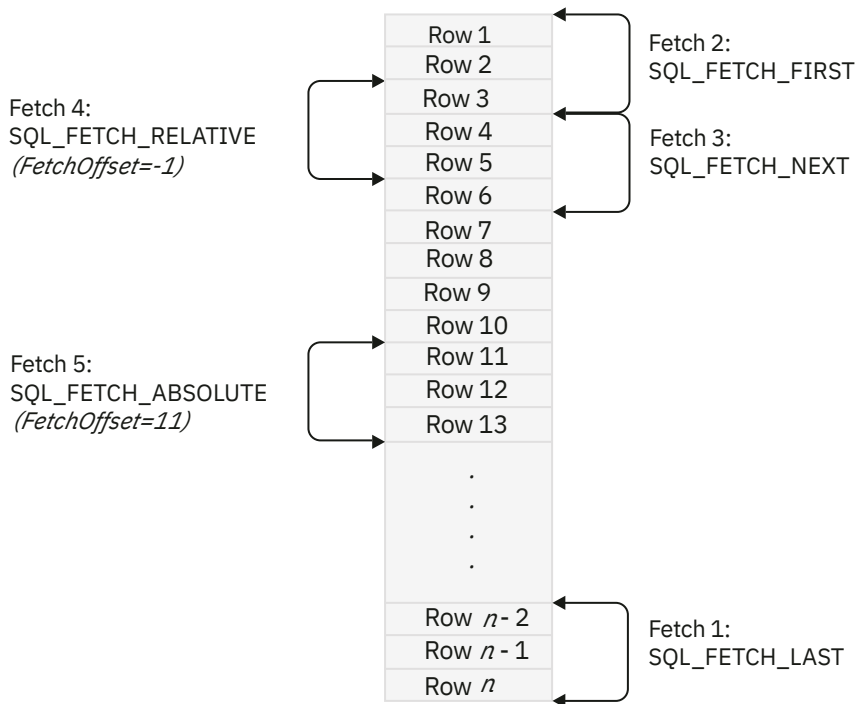 Row 1
Row 2
Row 3
Row 4
Row 5
Row 6
Row 7
Row 8
Row 9
Row 10
Row 11
Row 12
Row 13
.
.
.
.
Row n - 2
Row n - 1
Row n
Fetch 4:
SQL_FETCH_RELATIVE
(FetchOffset=-1)
Fetch 5:
SQL_FETCH_ABSOLUTE
(FetchOffset=11)
Fetch 2:
SQL_FETCH_FIRST
Fetch 3:
SQL_FETCH_NEXT
Fetch 1:
SQL_FETCH_LAST